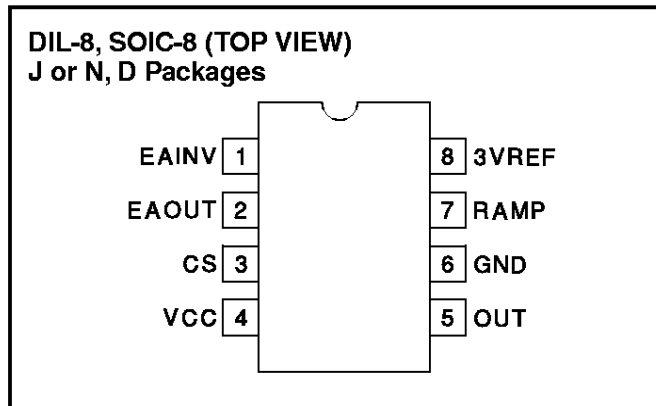 DIL-8, SOIC-8 (TOP VIEW)
J or N, D Packages
EAINV 1 8 3VREF
EAOUT 2 7 RAMP
CS 3 6 GND
VCC 4 5 OUT